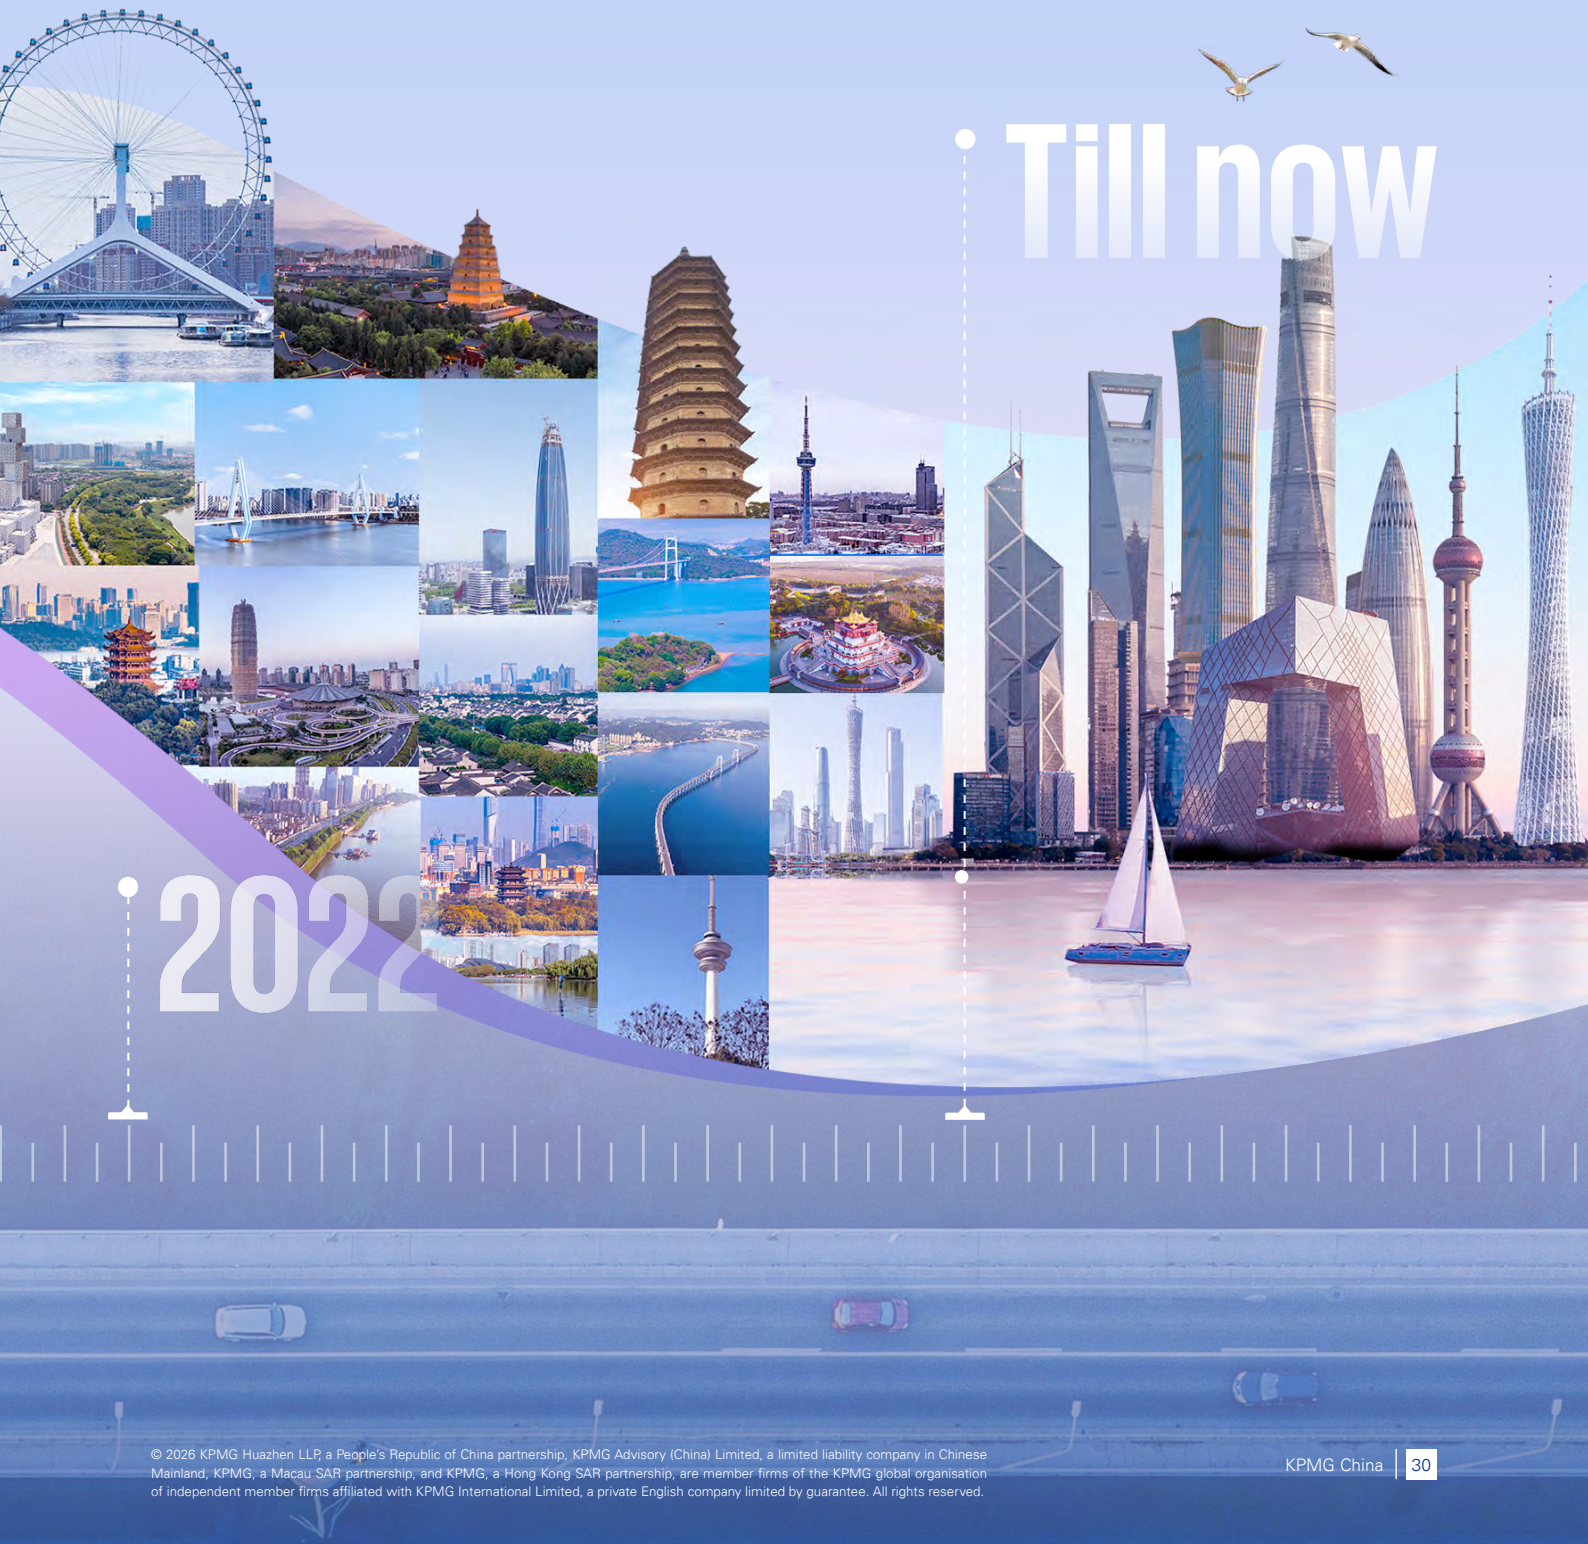 Till now
2022
© 2026 KPMG Huazhen LLP, a People's Republic of China partnership, KPMG Advisory (China) Limited, a limited liability company in Chinese
Mainland, KPMG, a Macau SAR partnership, and KPMG, a Hong Kong SAR partnership, are member firms of the KPMG global organisation
of independent member firms affiliated with KPMG International Limited, a private English company limited by guarantee. All rights reserved.
KPMG China
30